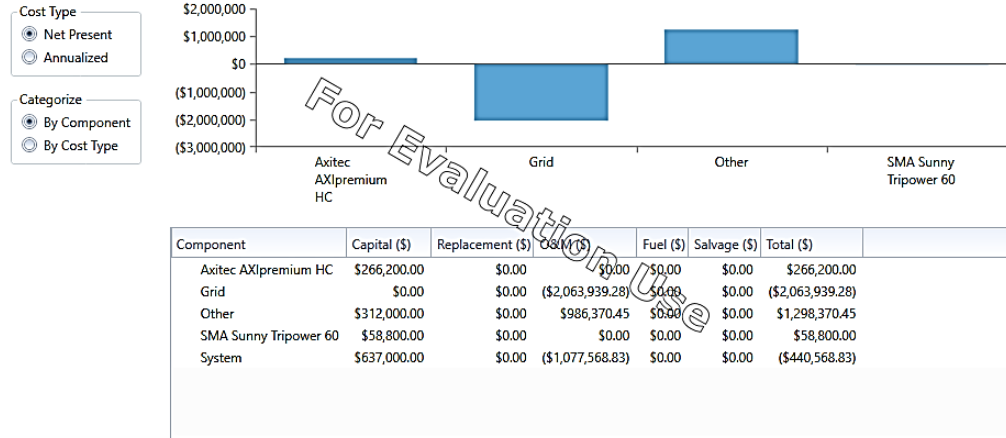 Cost Type
Net Present
Annualized
Categorize
By Component
By Cost Type
$2,000,000
$1,000,000
$0
($1,000,000)
($2,000,000)
($3,000,000)
Axitec AXIpremium HC
Grid
Other
SMA Sunny Tripower 60
For Evaluation Use
Component Capital ($) Replacement ($) O&M ($) Fuel ($) Salvage ($) Total ($)
Axitec AXIpremium HC $266,200.00 $0.00 $0.00 $0.00 $0.00 $266,200.00
Grid $0.00 $0.00 ($2,063,939.28) $0.00 $0.00 ($2,063,939.28)
Other $312,000.00 $0.00 $986,370.45 $0.00 $0.00 $1,298,370.45
SMA Sunny Tripower 60 $58,800.00 $0.00 $0.00 $0.00 $0.00 $58,800.00
System $637,000.00 $0.00 ($1,077,568.83) $0.00 $0.00 ($440,568.83)